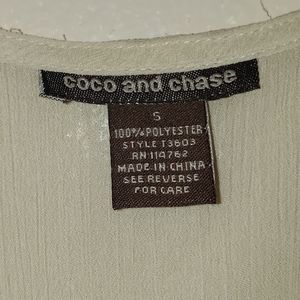 coco and chase
S
100% POLYESTER
STYLE T3603
RN 114762
MADE IN CHINA
SEE REVERSE
FOR CARE